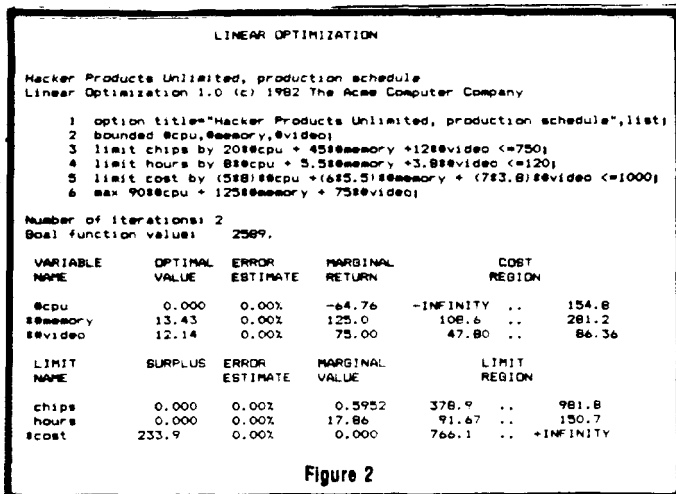 LINEAR OPTIMIZATION
Hacker Products Unlimited, production schedule
Linear Optimization 1.0 (c) 1982 The Acme Computer Company
1 option title="Hacker Products Unlimited, production schedule",list;
2 bounded @cpu,@memory,@video;
3 limit chips by 20$@cpu + 45$@memory +12$@video <=750;
4 limit hours by 8$@cpu + 5.5$@memory +3.8$@video <=120;
5 limit cost by (5$8)$@cpu +(6$5.5)$@memory + (7$3.8)$@video <=1000;
6 max 90$@cpu + 125$@memory + 75$@video;
Number of iterations: 2
Goal function value: 2589.
VARIABLE OPTIMAL ERROR MARGINAL COST
NAME VALUE ESTIMATE RETURN REGION
@cpu 0.000 0.00% -64.76 -INFINITY .. 154.8
$@memory 13.43 0.00% 125.0 108.6 .. 281.2
$@video 12.14 0.00% 75.00 47.80 .. 86.36
LIMIT SURPLUS ERROR MARGINAL LIMIT
NAME ESTIMATE VALUE REGION
chips 0.000 0.00% 0.5952 378.9 .. 981.8
hours 0.000 0.00% 17.86 91.67 .. 150.7
$cost 233.9 0.00% 0.000 766.1 .. +INFINITY
Figure 2